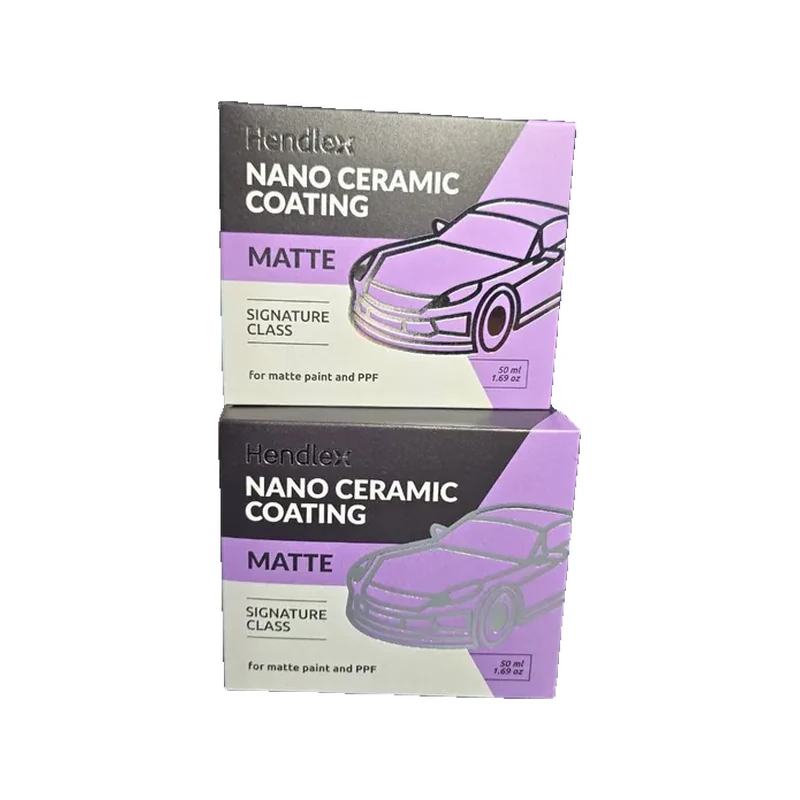 Hendlex
NANO CERAMIC
COATING
MATTE
SIGNATURE
CLASS
for matte paint and PPF
50 ml
1.69 oz
Hendlex
NANO CERAMIC
COATING
MATTE
SIGNATURE
CLASS
for matte paint and PPF
50 ml
1.69 oz